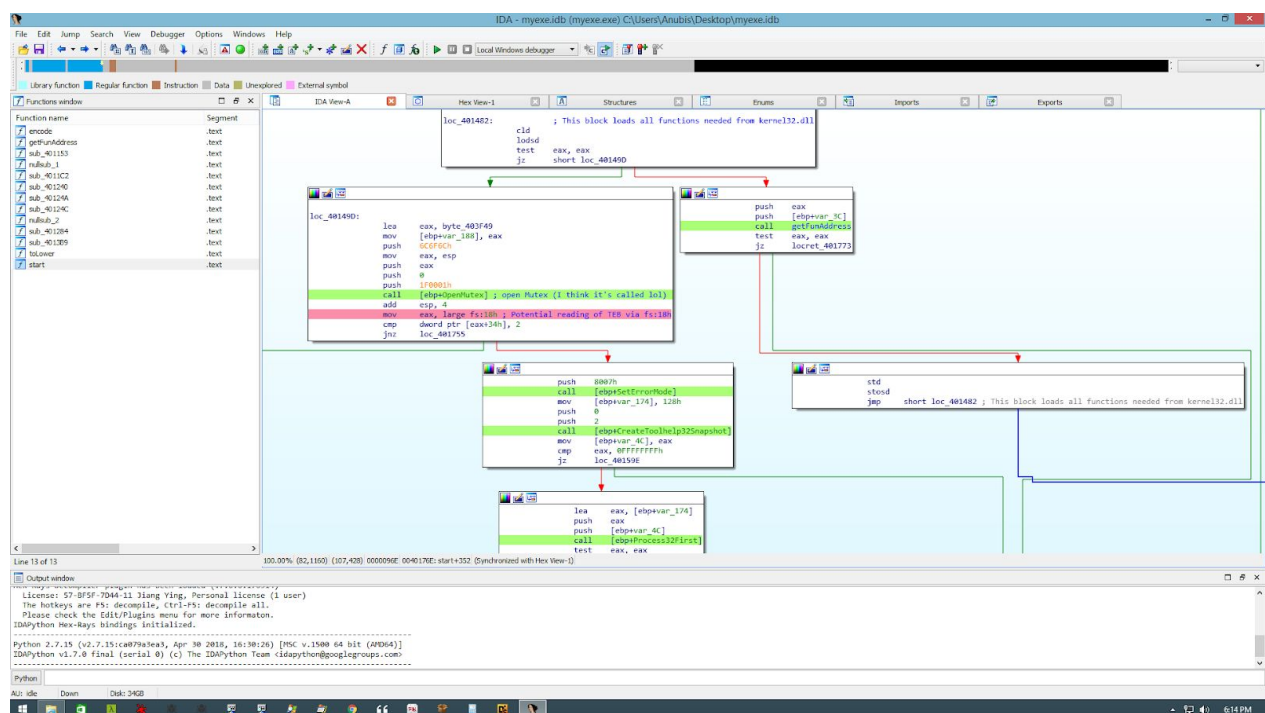 IDA - myexe.idb (myexe.exe) C:\Users\Anubis\Desktop\myexe.idb
File Edit Jump Search View Debugger Options Windows Help
Local Windows debugger
Library function Regular function Instruction Data Unexplored External symbol
Functions window
Function name Segment
encode .text
getFunAddress .text
sub_401153 .text
nullsub_1 .text
sub_4011C2 .text
sub_401240 .text
sub_40124A .text
sub_40124C .text
nullsub_2 .text
sub_401284 .text
sub_4013B9 .text
toLower .text
start .text
Line 13 of 13
IDA View-A Hex View-1 Structures Enums Imports Exports
loc_401482: ; This block loads all functions needed from kernel32.dll
cld
lodsd
test eax, eax
jz short loc_40149D
loc_40149D:
lea eax, byte_403F49
mov [ebp+var_188], eax
push 6C6F6Ch
mov eax, esp
push eax
push 0
push 1F0001h
call [ebp+OpenMutex] ; open Mutex (I think it's called lol)
add esp, 4
mov eax, large fs:18h ; Potential reading of TEB via fs:18h
cmp dword ptr [eax+34h], 2
jnz loc_401755
push eax
push [ebp+var_3C]
call getFunAddress
test eax, eax
jz locret_401773
push 8007h
call [ebp+SetErrorMode]
mov [ebp+var_174], 128h
push 0
push 2
call [ebp+CreateToolhelp32Snapshot]
mov [ebp+var_4C], eax
cmp eax, 0FFFFFFFFh
jz loc_40159E
std
stosd
jmp short loc_401482 ; This block loads all functions needed from kernel32.dll
lea eax, [ebp+var_174]
push eax
push [ebp+var_4C]
call [ebp+Process32First]
test eax, eax
100.00% (82,1160) (107,428) 0000096E 0040176E: start+352 (Synchronized with Hex View-1)
Output window
License: 57-BF5F-7D44-11 Jiang Ying, Personal license (1 user)
The hotkeys are F5: decompile, Ctrl-F5: decompile all.
Please check the Edit/Plugins menu for more informaton.
IDAPython Hex-Rays bindings initialized.
Python 2.7.15 (v2.7.15:ca079a3ea3, Apr 30 2018, 16:30:26) [MSC v.1500 64 bit (AMD64)]
IDAPython v1.7.0 final (serial 0) (c) The IDAPython Team <idapython@googlegroups.com>
Python
AU: idle Down Disk: 34GB
6:14 PM